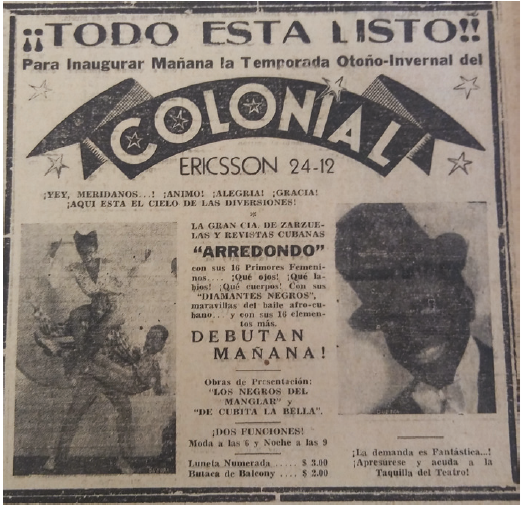 ¡¡TODO ESTA LISTO!!
Para Inaugurar Mañana la Temporada Otoño-Invernal del
COLONIAL
ERICSSON 24-12
¡YEY, MERIDANOS...! ¡ANIMO! ¡ALEGRIA! ¡GRACIA!
¡AQUI ESTA EL CIELO DE LAS DIVERSIONES!
LA GRAN CIA. DE ZARZUE-
LAS Y REVISTAS CUBANAS
"ARREDONDO"
con sus 16 Primores Femeni-
nos.... ¡Qué ojos! ¡Qué la-
bios! ¡Qué cuerpos! Con sus
"DIAMANTES NEGROS",
maravillas del baile afro-cu-
bano... y con sus 16 elemen-
tos más.
DEBUTAN
MAÑANA!
Obras de Presentación:
"LOS NEGROS DEL
MANGLAR" y
"DE CUBITA LA BELLA".
¡DOS FUNCIONES!
Moda a las 6 y Noche a las 9
Luneta Numerada..... $ 3.00
Butaca de Balcony .... $ 2.00
¡La demanda es Fantástica...!
¡Apresúrese y acuda a la
Taquilla del Teatro!